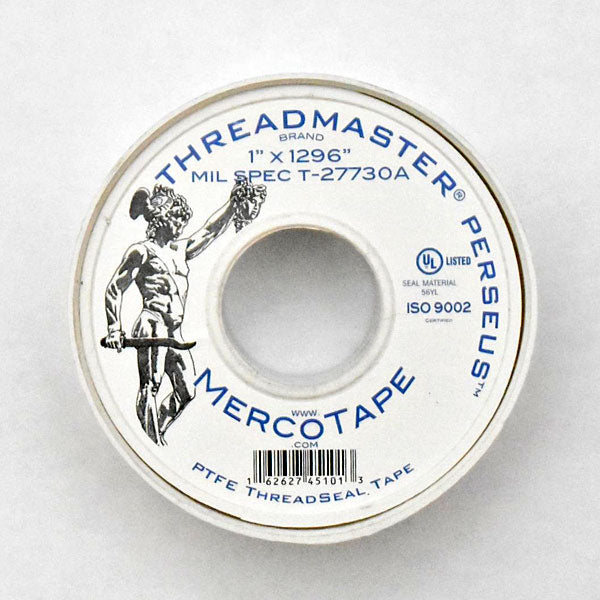 THREADMASTER® PERSEUS™
BRAND
1" X 1296"
MIL SPEC T-27730A
UL LISTED
SEAL MATERIAL
56YL
ISO 9002
CERTIFIED
WWW.
MERCOTAPE
.COM
1 62627 45101 3
PTFE THREADSEAL TAPE